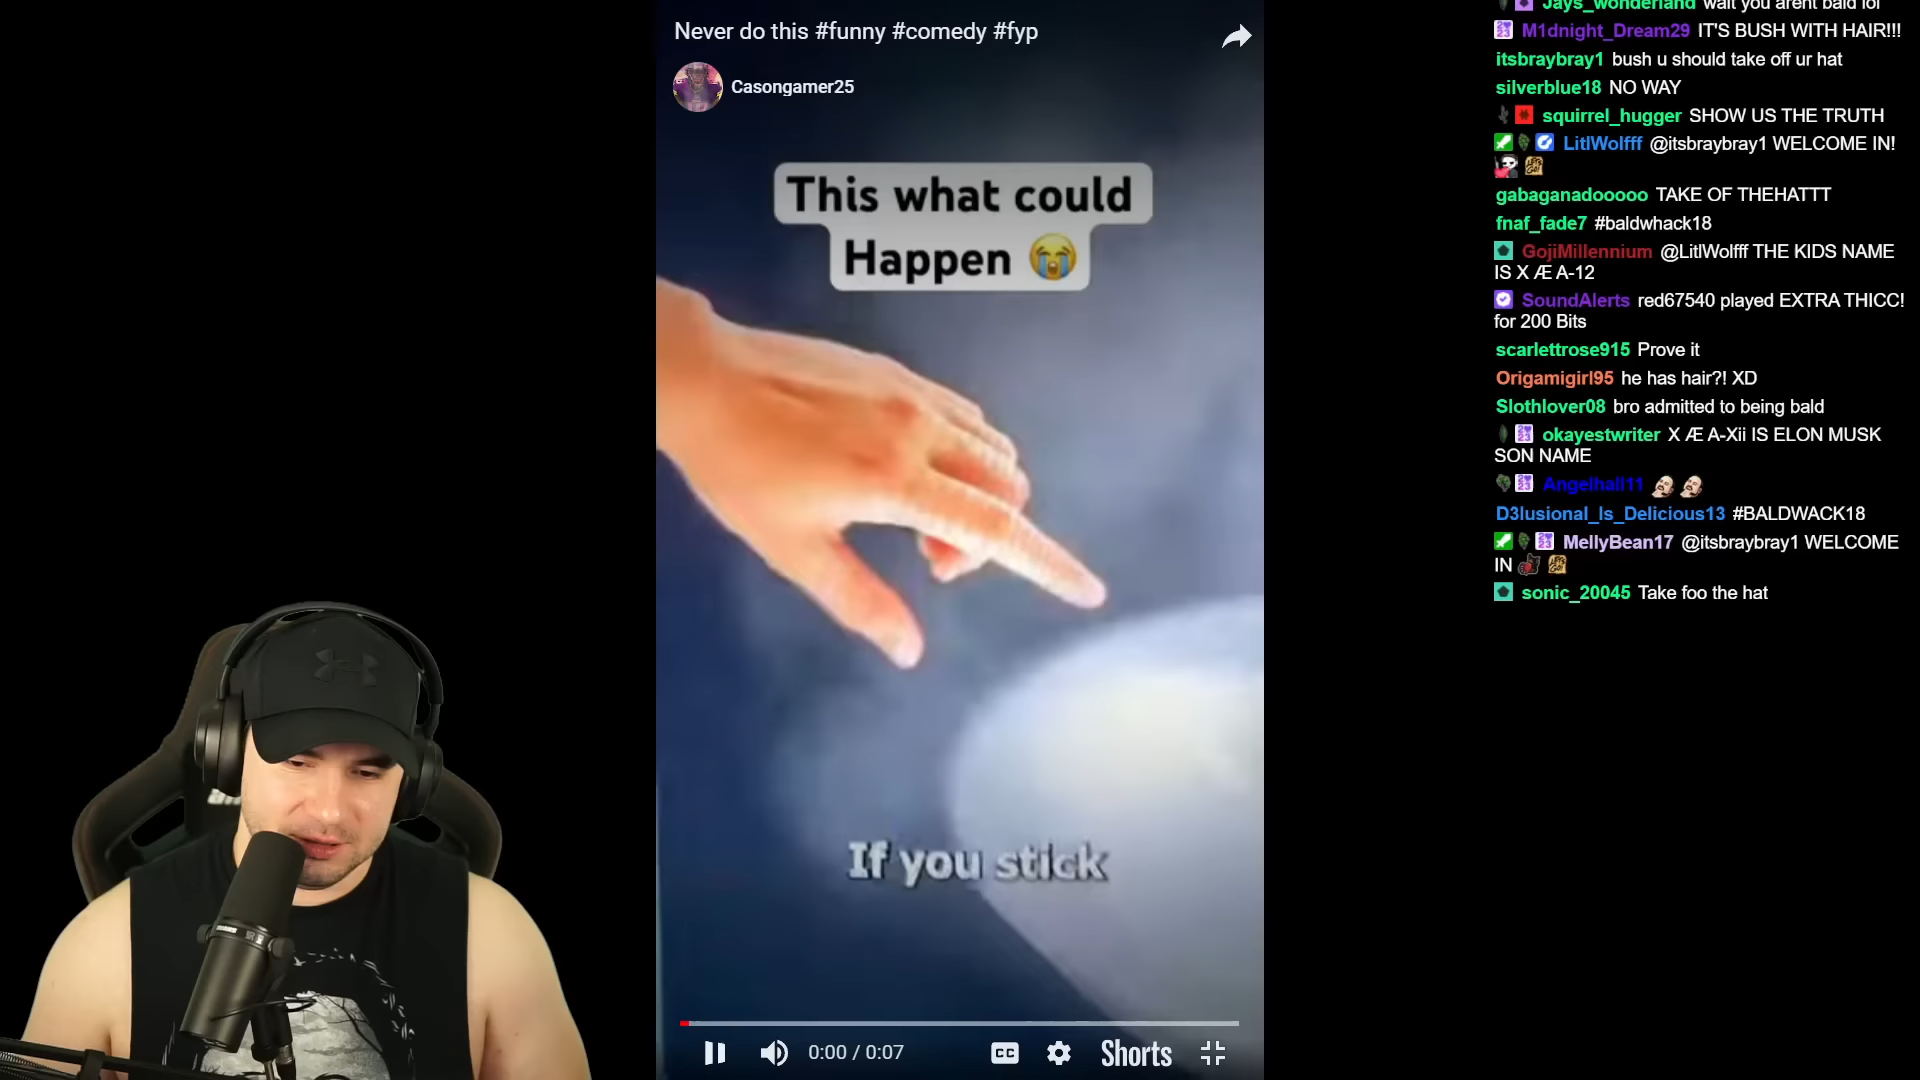 Never do this #funny #comedy #fyp
Casongamer25
This what could
Happen 😭
If you stick
0:00 / 0:07
CC
Shorts
Jays_wonderland wait you arent bald lol
M1dnight_Dream29 IT'S BUSH WITH HAIR!!!
itsbraybray1 bush u should take off ur hat
silverblue18 NO WAY
squirrel_hugger SHOW US THE TRUTH
LitlWolfff @itsbraybray1 WELCOME IN!
gabaganadooooo TAKE OF THEHATTT
fnaf_fade7 #baldwhack18
GojiMillennium @LitlWolfff THE KIDS NAME
IS X Æ A-12
SoundAlerts red67540 played EXTRA THICC!
for 200 Bits
scarlettrose915 Prove it
Origamigirl95 he has hair?! XD
Slothlover08 bro admitted to being bald
okayestwriter X Æ A-Xii IS ELON MUSK
SON NAME
Angelhall11
D3lusional_Is_Delicious13 #BALDWACK18
MellyBean17 @itsbraybray1 WELCOME
IN
sonic_20045 Take foo the hat